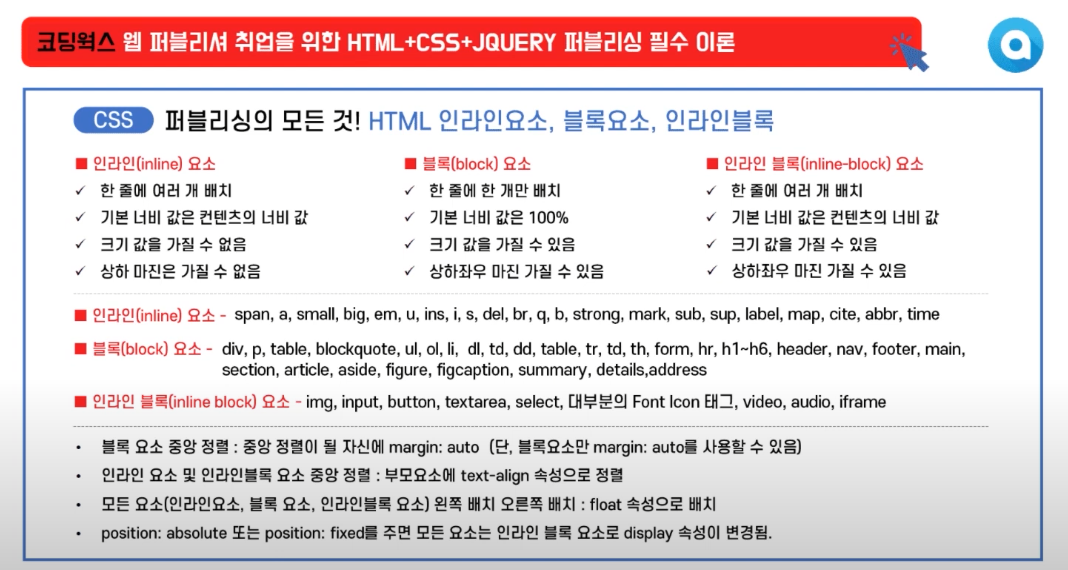 코딩웍스 웹 퍼블리셔 취업을 위한 HTML+CSS+JQUERY 퍼블리싱 필수 이론
CSS 퍼블리싱의 모든 것! HTML 인라인요소, 블록요소, 인라인블록
■ 인라인(inline) 요소
✓ 한 줄에 여러 개 배치
✓ 기본 너비 값은 컨텐츠의 너비 값
✓ 크기 값을 가질 수 없음
✓ 상하 마진은 가질 수 없음
■ 블록(block) 요소
✓ 한 줄에 한 개만 배치
✓ 기본 너비 값은 100%
✓ 크기 값을 가질 수 있음
✓ 상하좌우 마진 가질 수 있음
■ 인라인 블록(inline-block) 요소
✓ 한 줄에 여러 개 배치
✓ 기본 너비 값은 컨텐츠의 너비 값
✓ 크기 값을 가질 수 있음
✓ 상하좌우 마진 가질 수 있음
■ 인라인(inline) 요소 - span, a, small, big, em, u, ins, i, s, del, br, q, b, strong, mark, sub, sup, label, map, cite, abbr, time
■ 블록(block) 요소 - div, p, table, blockquote, ul, ol, li, dl, td, dd, table, tr, td, th, form, hr, h1~h6, header, nav, footer, main,
section, article, aside, figure, figcaption, summary, details,address
■ 인라인 블록(inline block) 요소 - img, input, button, textarea, select, 대부분의 Font Icon 태그, video, audio, iframe
• 블록 요소 중앙 정렬 : 중앙 정렬이 될 자신에 margin: auto (단, 블록요소만 margin: auto를 사용할 수 있음)
• 인라인 요소 및 인라인블록 요소 중앙 정렬 : 부모요소에 text-align 속성으로 정렬
• 모든 요소(인라인요소, 블록 요소, 인라인블록 요소) 왼쪽 배치 오른쪽 배치 : float 속성으로 배치
• position: absolute 또는 position: fixed를 주면 모든 요소는 인라인 블록 요소로 display 속성이 변경됨.